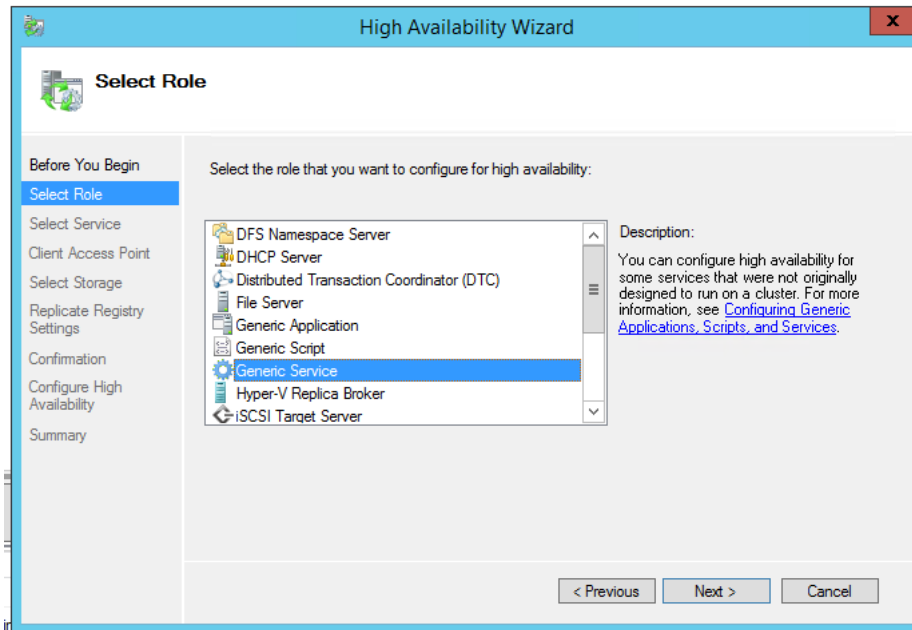 High Availability Wizard
x
Select Role
Before You Begin
Select Role
Select Service
Client Access Point
Select Storage
Replicate Registry
Settings
Confirmation
Configure High
Availability
Summary
Select the role that you want to configure for high availability:
DFS Namespace Server
DHCP Server
Distributed Transaction Coordinator (DTC)
File Server
Generic Application
Generic Script
Generic Service
Hyper-V Replica Broker
iSCSI Target Server
Description:
You can configure high availability for
some services that were not originally
designed to run on a cluster. For more
information, see Configuring Generic
Applications, Scripts, and Services.
< Previous
Next >
Cancel